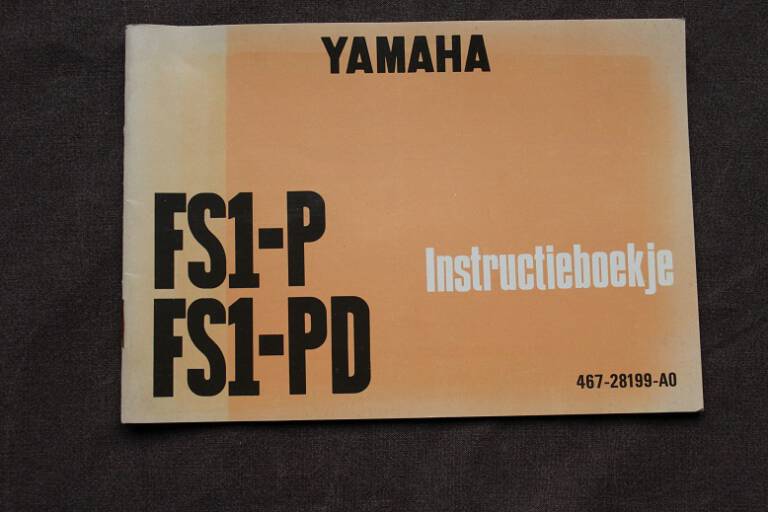 YAMAHA
FS1-P
Instructieboekje
FS1-PD
467-28199-A0